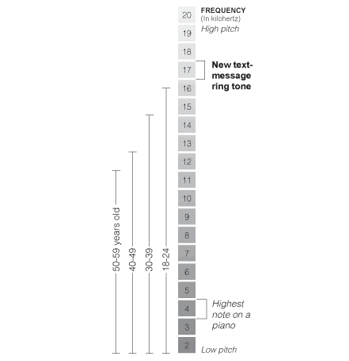 FREQUENCY
(In kilohertz)
High pitch
20
19
18
17
New text-
message
ring tone
16
15
14
13
12
11
10
9
8
7
6
5
4
3
2
50-59 years old
40-49
30-39
18-24
Highest
note on a
piano
Low pitch